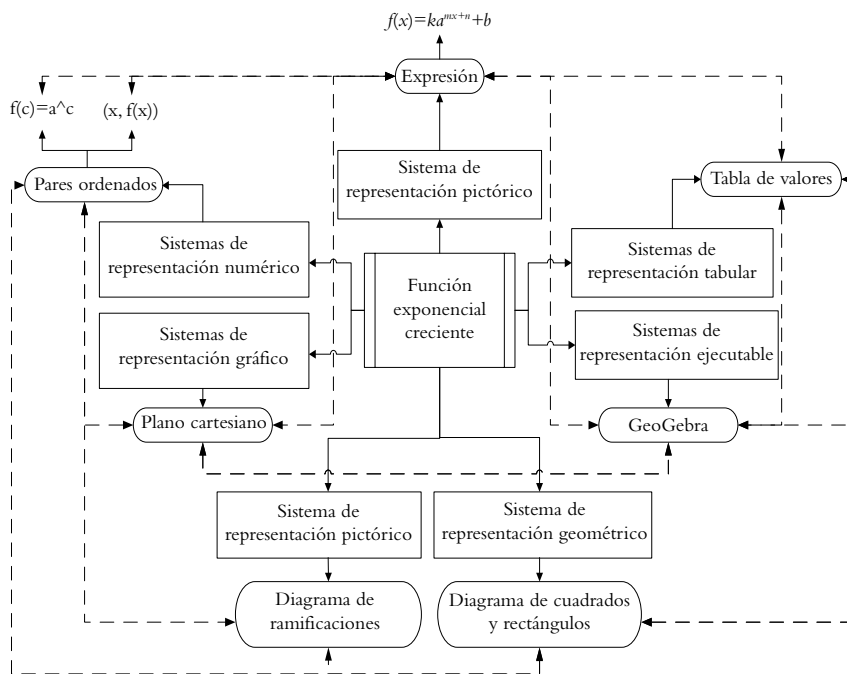 f(x)=ka^{mx+n}+b
Expresión
f(c)=a^c
(x, f(x))
Sistema de
representación pictórico
Pares ordenados
Tabla de valores
Sistemas de
representación numérico
Función
exponencial
creciente
Sistemas de
representación tabular
Sistemas de
representación gráfico
Sistemas de
representación ejecutable
Plano cartesiano
GeoGebra
Sistema de
representación pictórico
Sistema de
representación geométrico
Diagrama de
ramificaciones
Diagrama de cuadrados
y rectángulos